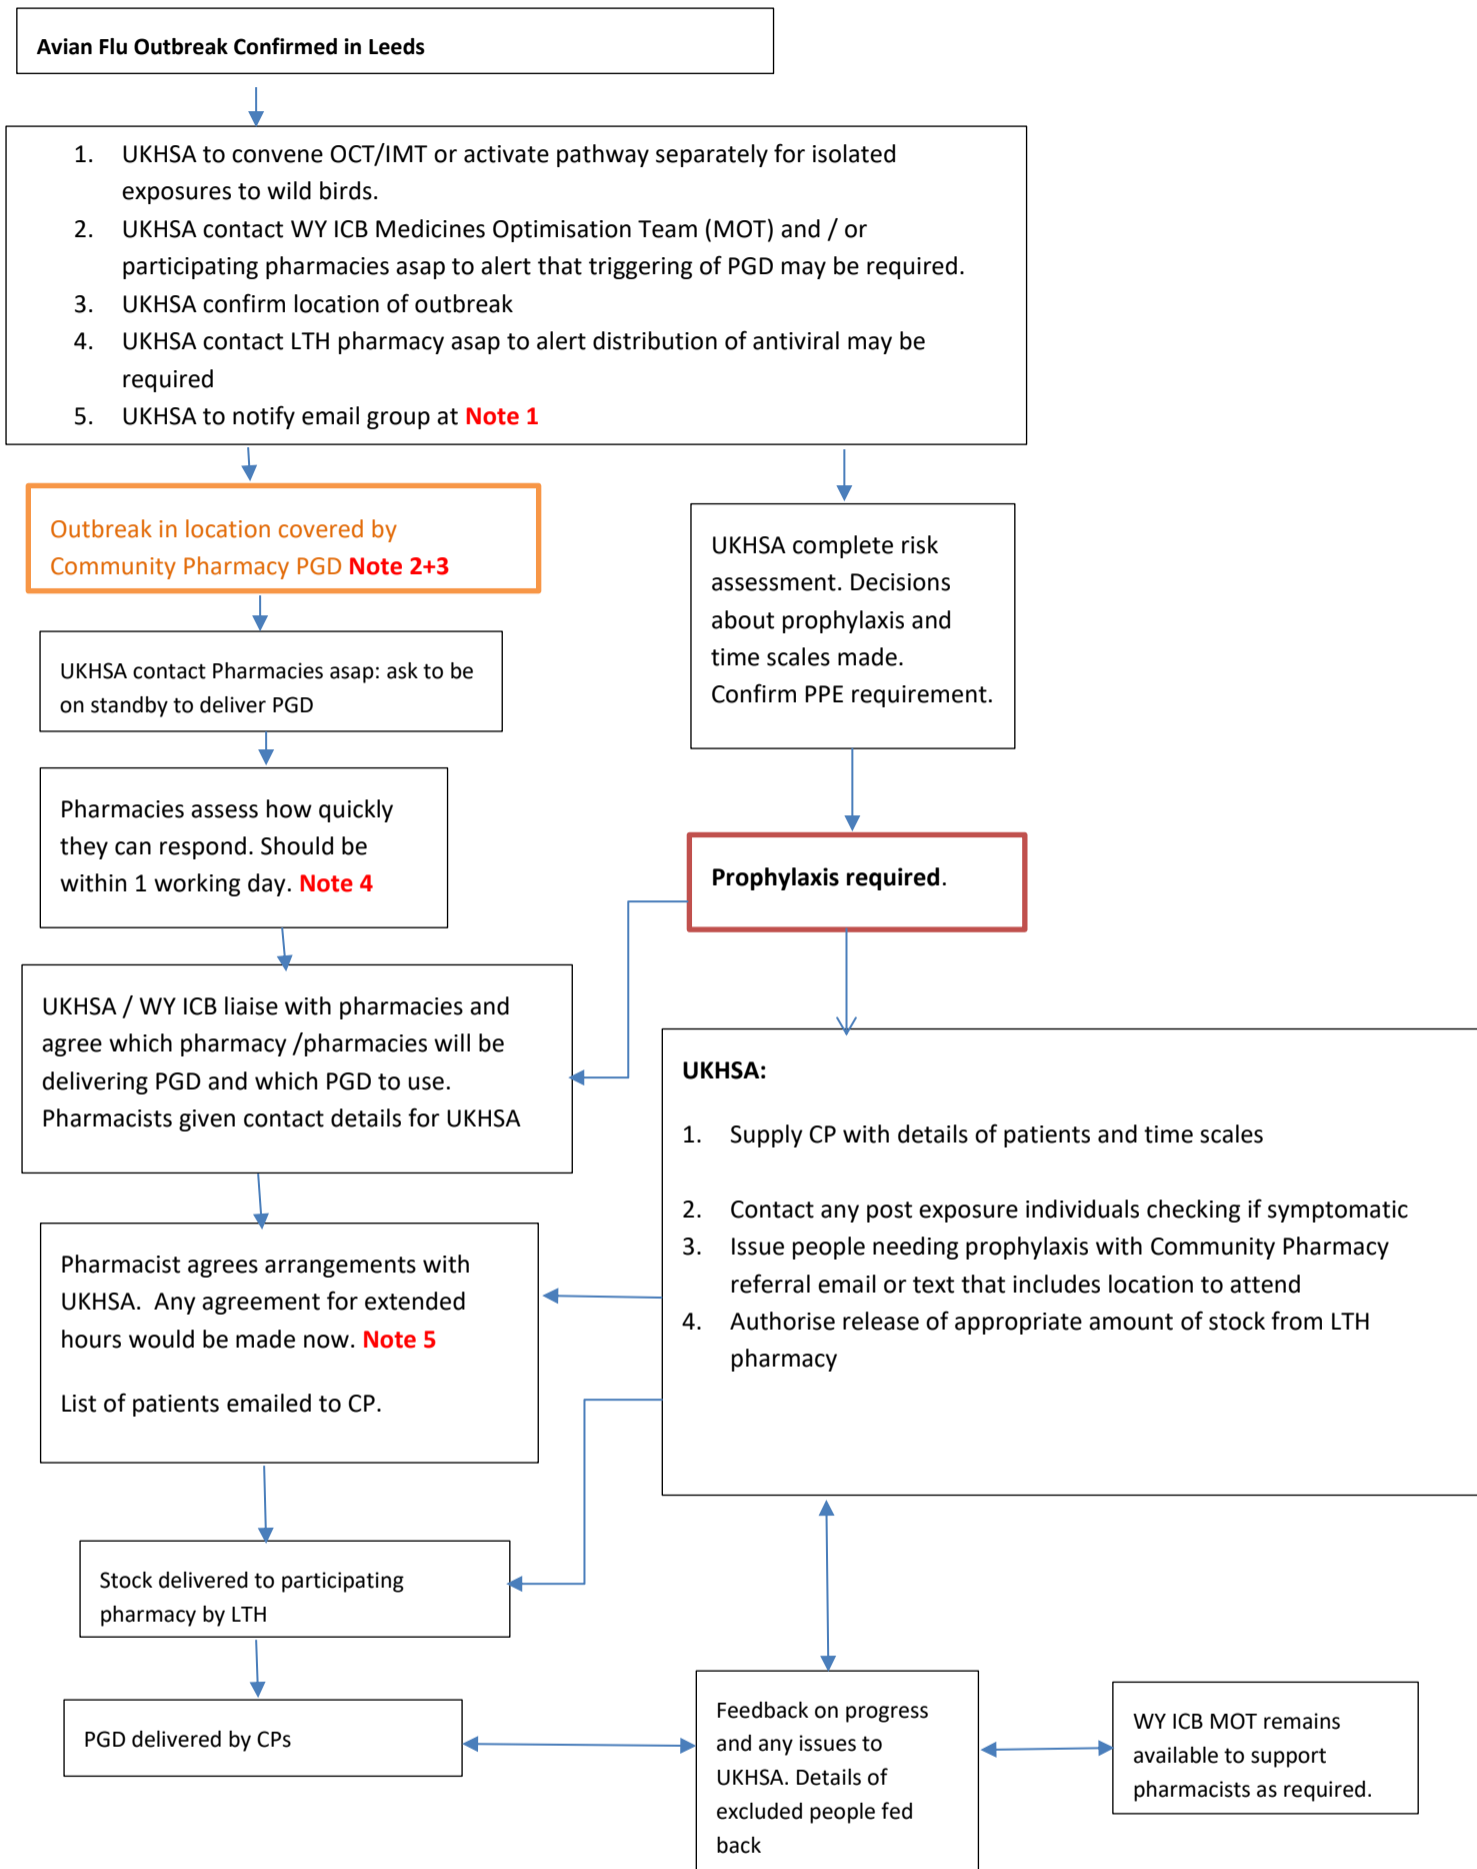 Avian Flu Outbreak Confirmed in Leeds
1. UKHSA to convene OCT/IMT or activate pathway separately for isolated
exposures to wild birds.
2. UKHSA contact WY ICB Medicines Optimisation Team (MOT) and / or
participating pharmacies asap to alert that triggering of PGD may be required.
3. UKHSA confirm location of outbreak
4. UKHSA contact LTH pharmacy asap to alert distribution of antiviral may be
required
5. UKHSA to notify email group at Note 1
Outbreak in location covered by
Community Pharmacy PGD Note 2+3
UKHSA contact Pharmacies asap: ask to be
on standby to deliver PGD
Pharmacies assess how quickly
they can respond. Should be
within 1 working day. Note 4
UKHSA / WY ICB liaise with pharmacies and
agree which pharmacy /pharmacies will be
delivering PGD and which PGD to use.
Pharmacists given contact details for UKHSA
Pharmacist agrees arrangements with
UKHSA. Any agreement for extended
hours would be made now. Note 5
List of patients emailed to CP.
Stock delivered to participating
pharmacy by LTH
PGD delivered by CPs
UKHSA complete risk
assessment. Decisions
about prophylaxis and
time scales made.
Confirm PPE requirement.
Prophylaxis required.
UKHSA:
1. Supply CP with details of patients and time scales
2. Contact any post exposure individuals checking if symptomatic
3. Issue people needing prophylaxis with Community Pharmacy
referral email or text that includes location to attend
4. Authorise release of appropriate amount of stock from LTH
pharmacy
Feedback on progress
and any issues to
UKHSA. Details of
excluded people fed
back
WY ICB MOT remains
available to support
pharmacists as required.